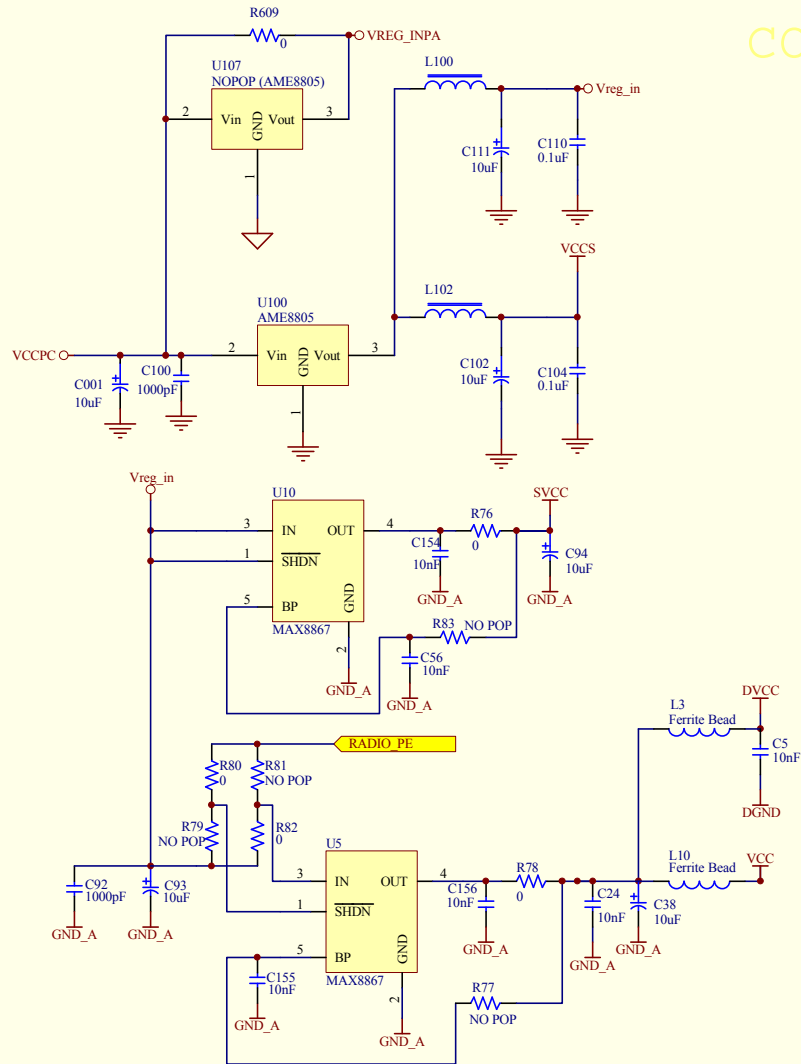 CC
R609
0
VREG_INPA
U107
NOPOP (AME8805)
2
Vin
GND
Vout
3
1
L100
Vreg_in
C111
10uF
C110
0.1uF
VCCS
L102
U100
AME8805
VCCPC
2
Vin
GND
Vout
3
1
C001
10uF
C100
1000pF
C102
10uF
C104
0.1uF
Vreg_in
U10
3
IN
OUT
4
1
SHDN
5
BP
GND
MAX8867
2
GND_A
C154
10nF
GND_A
R76
0
SVCC
C94
10uF
GND_A
R83
NO POP
C56
10nF
GND_A
RADIO_PE
R80
0
R81
NO POP
R79
NO POP
R82
0
C92
1000pF
GND_A
C93
10uF
GND_A
U5
3
IN
OUT
4
1
SHDN
5
BP
GND
MAX8867
2
GND_A
C155
10nF
GND_A
C156
10nF
GND_A
R78
0
R77
NO POP
C24
10nF
GND_A
C38
10uF
GND_A
L3
Ferrite Bead
DVCC
C5
10nF
DGND
L10
Ferrite Bead
VCC